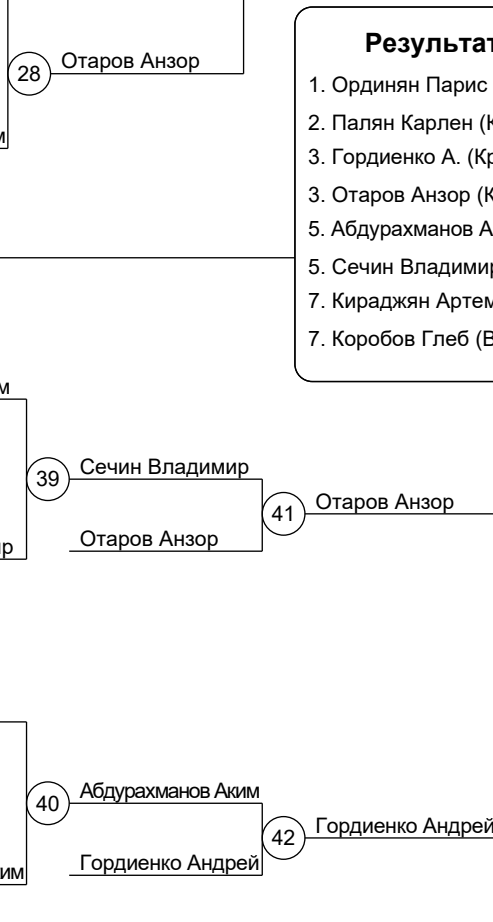 Отаров Анзор
28
Результат
1. Ординян Парис
2. Палян Карлен (К
3. Гордиенко А. (Кр
3. Отаров Анзор (К
5. Абдурахманов А
5. Сечин Владимир
7. Кираджян Артем
7. Коробов Глеб (В
39
Сечин Владимир
Отаров Анзор
41
Отаров Анзор
40
Абдурахманов Аким
Гордиенко Андрей
42
Гордиенко Андрей